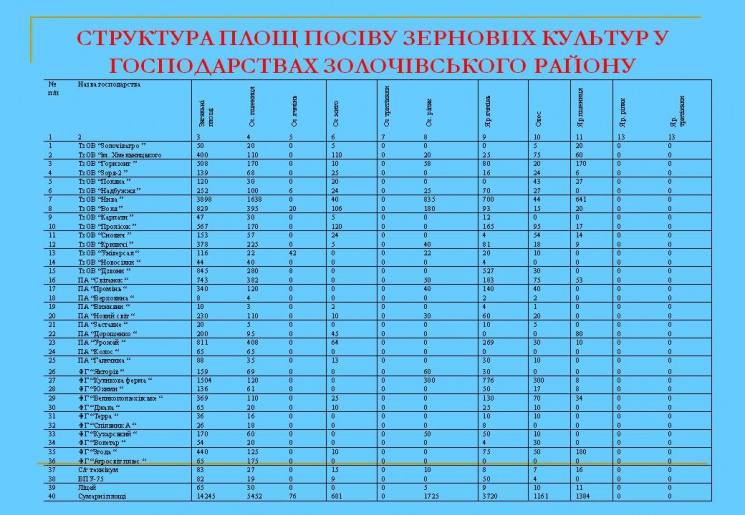 СТРУКТУРА ПЛОЩ ПОСІВУ ЗЕРНОВИХ КУЛЬТУР У
ГОСПОДАРСТВАХ ЗОЛОЧІВСЬКОГО РАЙОНУ
№ п/п Назва господарства Загальні площі Оз. пшениця Оз. ячмінь Оз. жито Оз. тритікале Оз. ріпак Яр. ячмінь Овес Яр. пшениця Яр. ріпак Яр. тритікале
1 2 3 4 5 6 7 8 9 10 11 13 13
1 ТзОВ "Золочівагро" 50 20 0 5 0 0 0 5 20 0 0
2 ТзОВ "ім. Хмельницького 400 110 0 110 0 20 25 75 60 0 0
3 ТзОВ "Горизонт" 508 170 0 10 0 58 80 20 170 0 0
4 ТзОВ "Зоря-2" 139 68 0 25 0 0 16 24 6 0 0
5 ТзОВ "Поляна" 120 30 0 20 0 0 0 43 27 0 0
6 ТзОВ "Надбужжя" 252 100 6 24 0 25 70 27 0 0 0
7 ТзОВ "Нива" 3898 1638 0 40 0 835 700 44 641 0 0
8 ТзОВ "Воля" 829 395 20 106 0 180 93 15 20 0 0
9 ТзОВ "Карпати" 47 30 0 5 0 0 12 0 0 0 0
10 ТзОВ "Пролісок" 567 170 0 120 0 0 165 95 17 0 0
11 ТзОВ "Снович" 153 57 0 24 0 0 4 54 14 0 0
12 ТзОВ 378 225 0 5 0 40 81 18 9 0 0
13 ТзОВ "Універсал" 116 22 42 0 0 22 20 10 0 0 0
14 ТзОВ "Новосілки" 44 40 0 0 0 0 4 0 0 0 0
15 ТзОВ "Дзвони" 845 280 8 0 0 0 527 30 0 0 0
16 ПА "Світанок" 743 382 0 0 0 50 183 75 53 0 0
17 ПА "Промінь" 340 120 0 0 0 40 140 40 0 0 0
18 ПА "Верховина" 8 4 0 0 0 0 2 2 0 0 0
19 ПА 10 3 0 2 0 0 4 1 0 0 0
20 ПА "Новий світ" 230 110 0 10 0 30 60 20 0 0 0
21 ПА 20 5 0 0 0 0 10 5 0 0 0
22 ПА "Дорошенко" 200 95 0 45 0 0 0 0 80 0 0
23 ПА "Урожай" 811 408 0 64 0 0 269 30 10 0 0
24 ПА "Колос" 65 65 0 0 0 0 0 0 0 0 0
25 ПА "Галичина" 88 35 0 13 0 0 30 10 0 0 0
26 ФГ "Якторів" 159 69 0 0 0 60 30 0 0 0 0
27 ФГ "Куликова ферма" 1504 120 0 0 0 300 776 300 8 0 0
28 ФГ "Южим" 136 61 0 0 0 0 50 17 8 0 0
29 ФГ 369 110 0 25 0 0 130 70 34 0 0
30 ФГ "Джала" 65 20 0 10 0 0 25 10 0 0 0
31 ФГ "Терра" 36 16 0 0 0 0 10 10 0 0 0
32 ФГ "Спілкник А" 26 18 0 0 0 0 8 0 0 0 0
33 ФГ 170 60 0 0 0 50 50 10 0 0 0
34 ФГ "Волетар" 54 20 0 0 0 0 4 30 0 0 0
35 ФГ "Згода" 440 125 0 10 0 0 75 50 180 0 0
36 ФГ "Агросвіт плюс" 65 175 0 0 0 0 0 0 0 0 0
37 С/г технікум 83 27 0 15 0 10 8 7 16 0 0
38 ВПУ-75 82 19 0 9 0 0 50 4 0 0 0
39 Ліцей 65 30 0 0 0 5 9 10 11 0 0
40 Сумарні площі 14245 5452 76 681 0 1725 3720 1161 1384 0 0